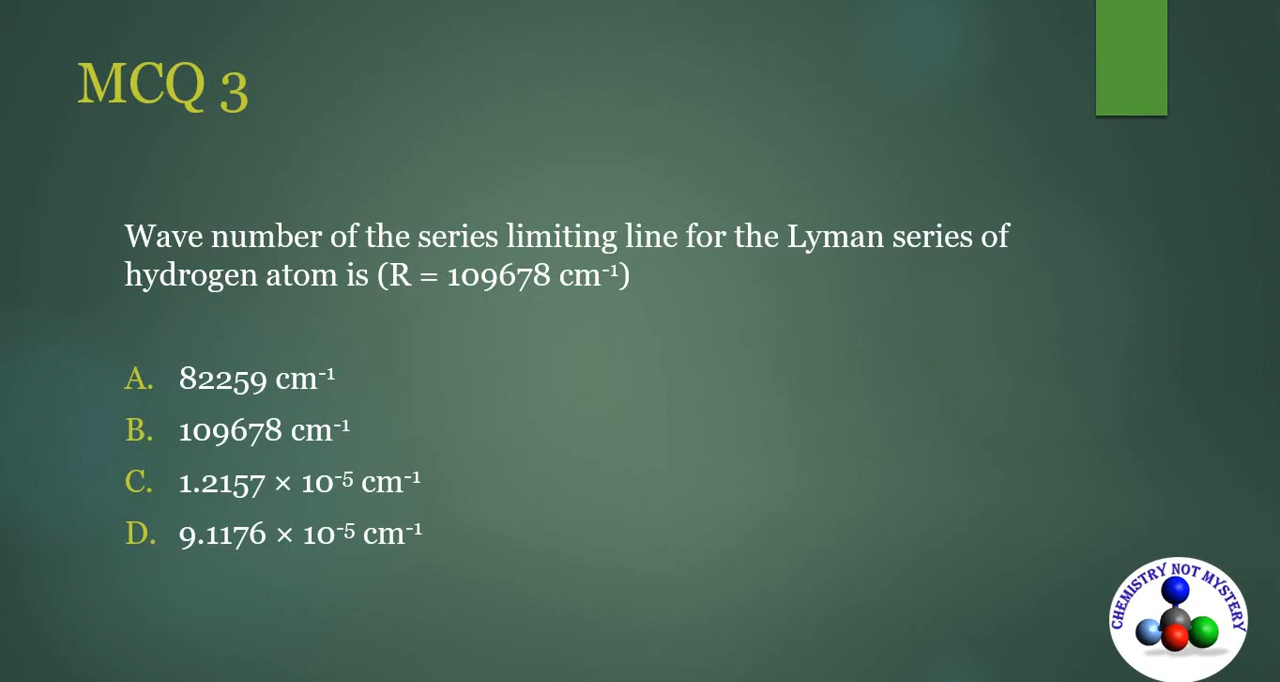 MCQ 3
Wave number of the series limiting line for the Lyman series of
hydrogen atom is (R = 109678 cm⁻¹)
A. 82259 cm⁻¹
B. 109678 cm⁻¹
C. 1.2157 × 10⁻⁵ cm⁻¹
D. 9.1176 × 10⁻⁵ cm⁻¹
CHEMISTRY NOT MYSTERY